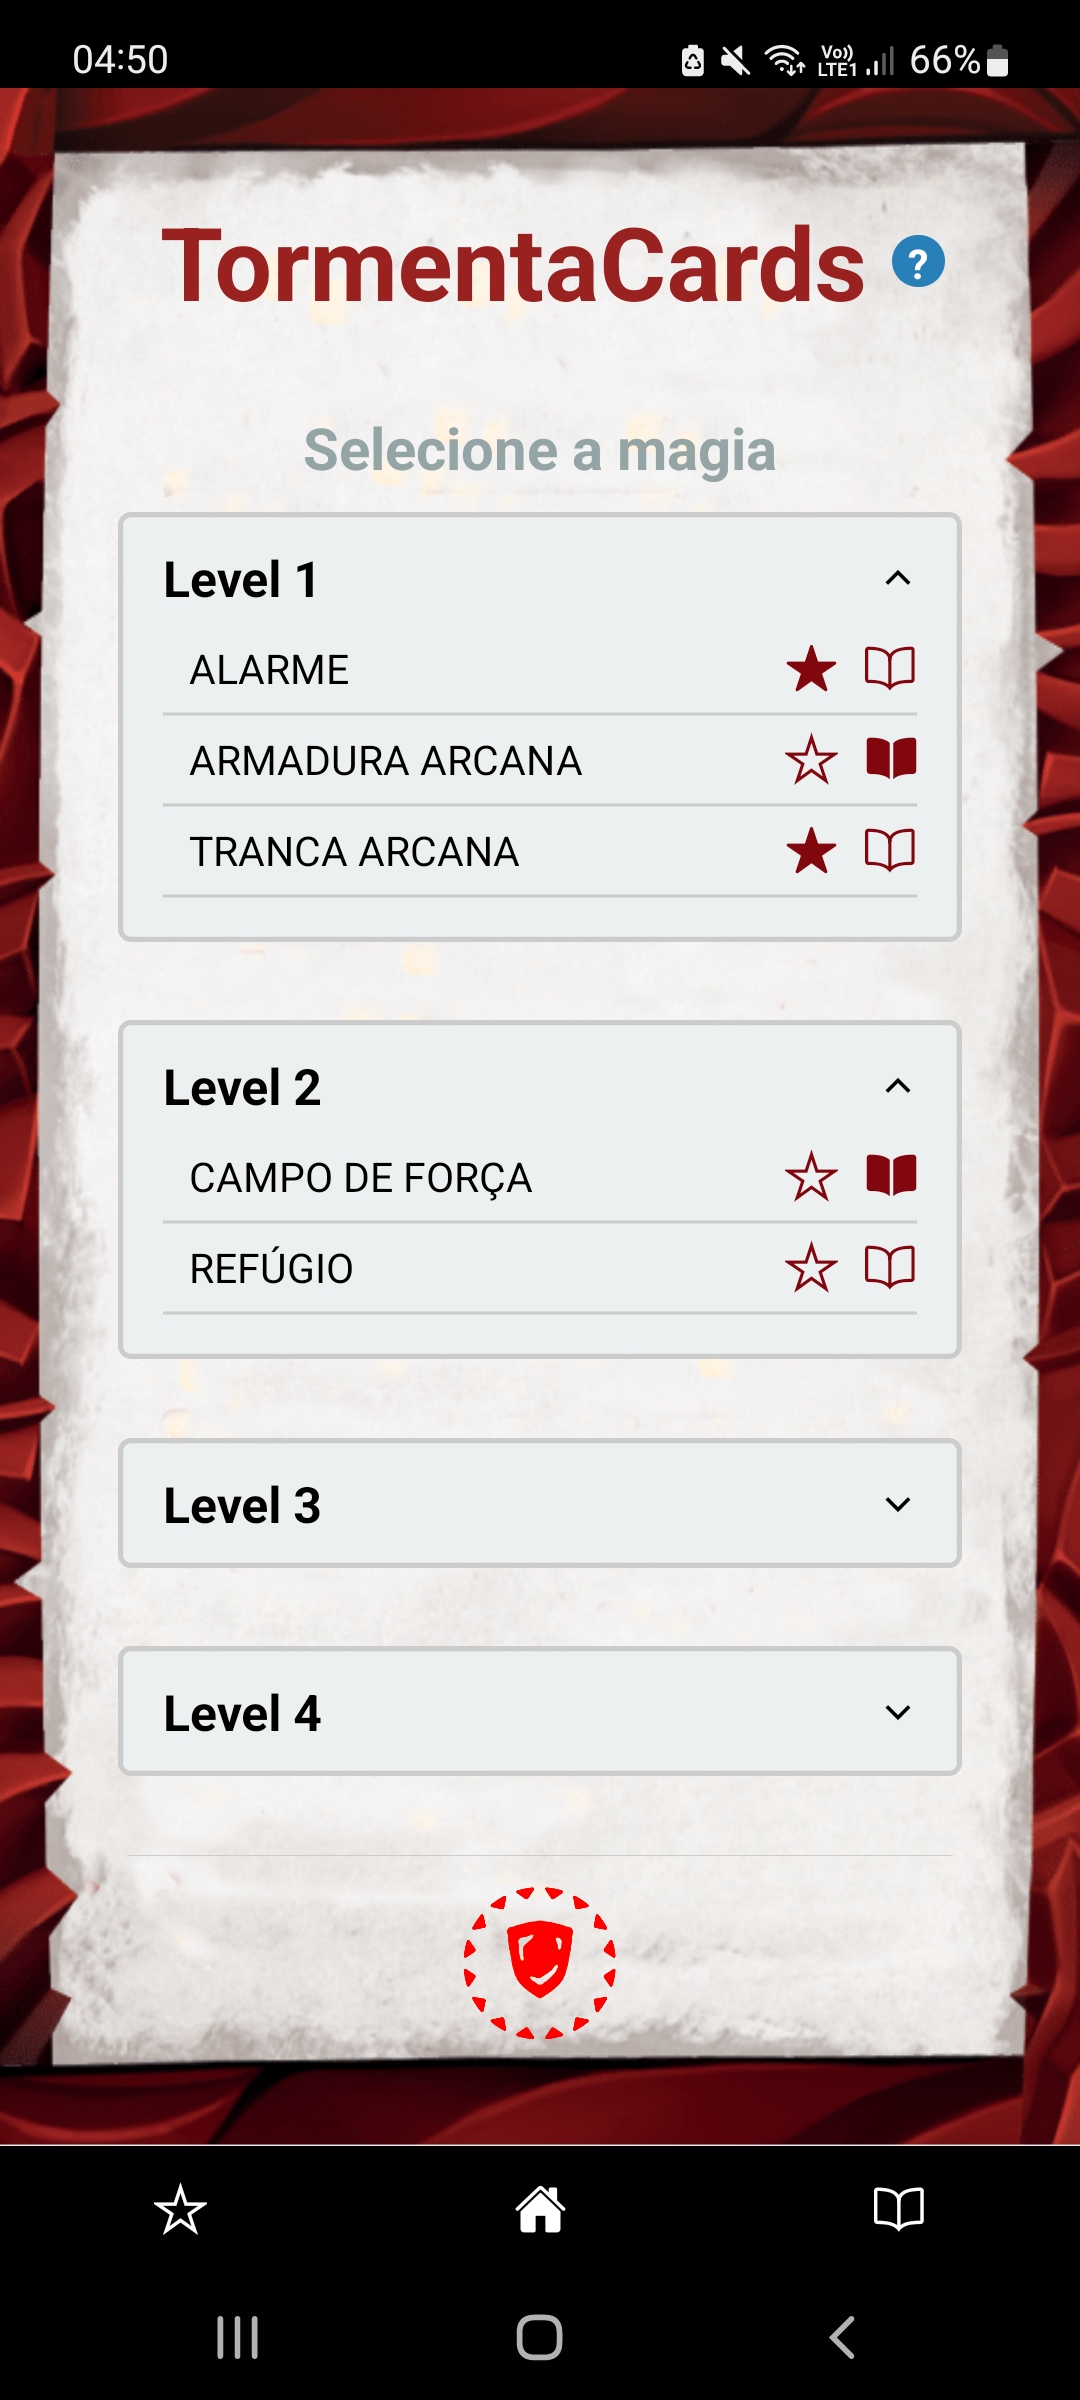 04:50
Vo)) LTE1 66%
TormentaCards ?
Selecione a magia
Level 1
ALARME
ARMADURA ARCANA
TRANCA ARCANA
Level 2
CAMPO DE FORÇA
REFÚGIO
Level 3
Level 4